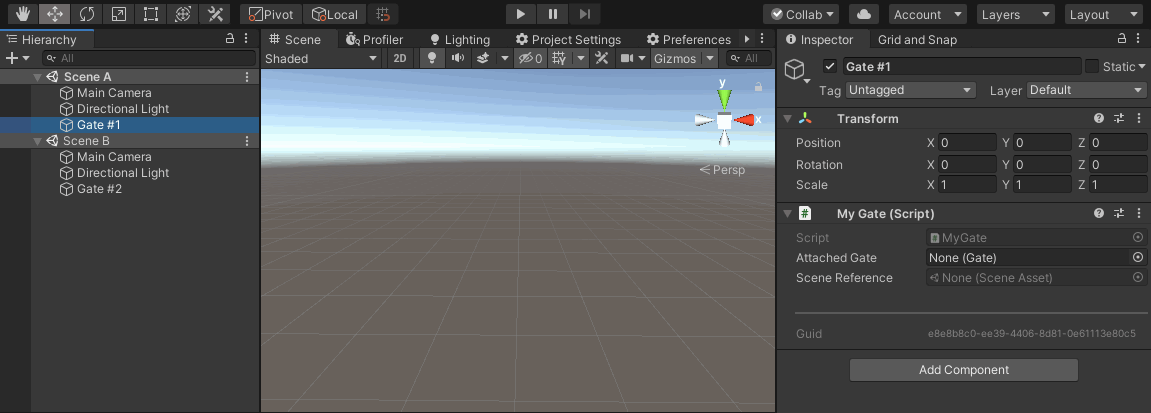 Pivot Local Collab Account Layers Layout
Hierarchy
All
Scene A
Main Camera
Directional Light
Gate #1
Scene B
Main Camera
Directional Light
Gate #2
Scene Profiler Lighting Project Settings Preferences
Shaded 2D 0 Gizmos All
y
x
Persp
Inspector Grid and Snap
Gate #1 Static
Tag Untagged Layer Default
Transform
Position X 0 Y 0 Z 0
Rotation X 0 Y 0 Z 0
Scale X 1 Y 1 Z 1
# My Gate (Script)
Script # MyGate
Attached Gate None (Gate)
Scene Reference None (Scene Asset)
Guid e8e8b8c0-ee39-4406-8d81-0e61113e80c5
Add Component